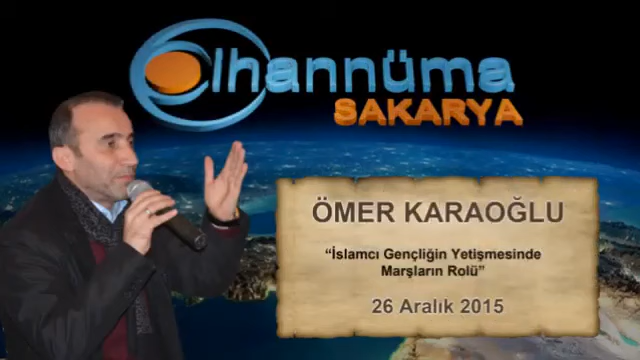 Cihannüma
SAKARYA
ÖMER KARAOĞLU
“İslamcı Gençliğin Yetişmesinde
Marşların Rolü”
26 Aralık 2015